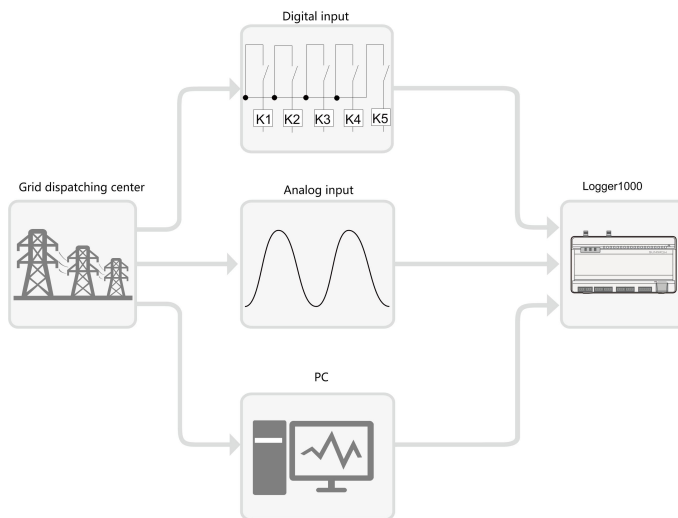 Digital input
K1 K2 K3 K4 K5
Grid dispatching center
Analog input
Logger1000
PC